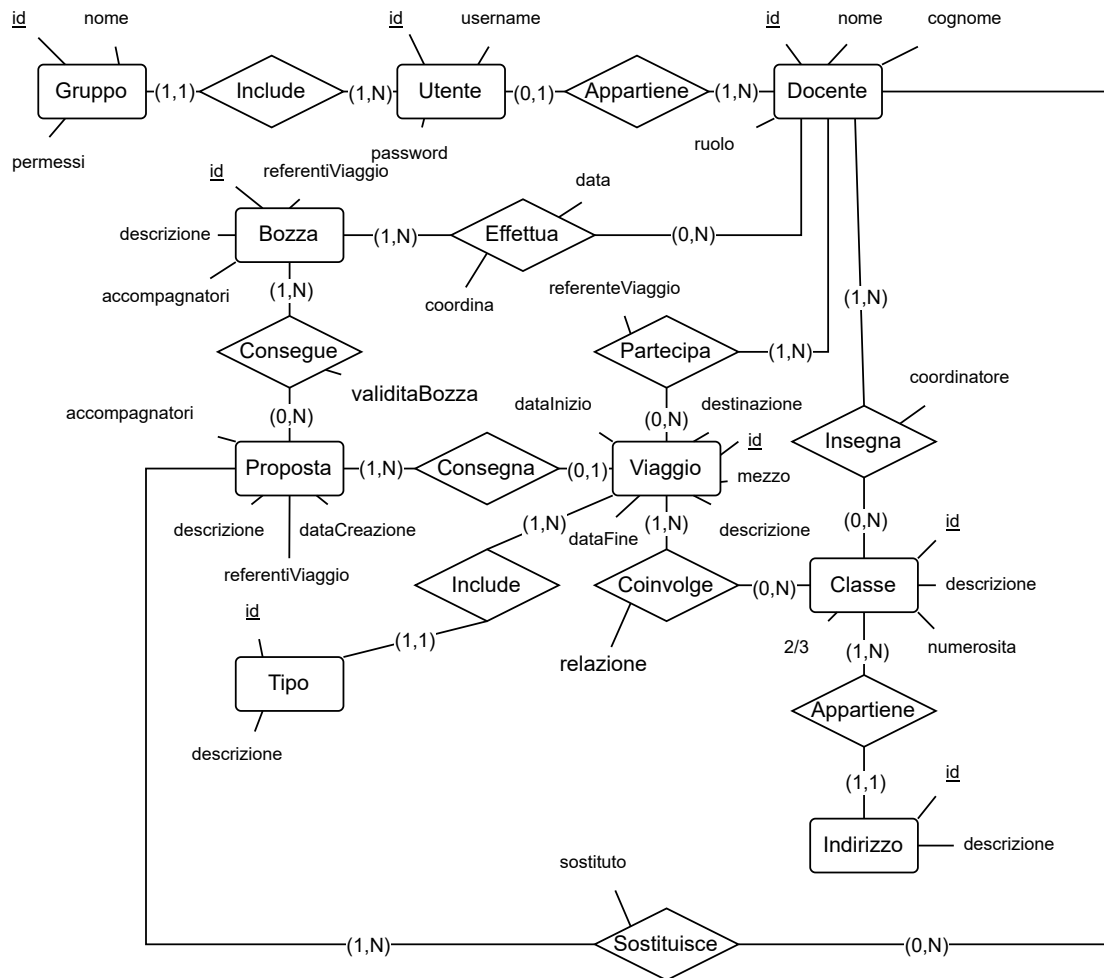 id
nome
id
username
id
nome
cognome
Gruppo
(1,1)
Include
(1,N)
Utente
(0,1)
Appartiene
(1,N)
Docente
permessi
password
ruolo
id
referentiViaggio
data
descrizione
Bozza
(1,N)
Effettua
(0,N)
accompagnatori
(1,N)
coordina
referenteViaggio
(1,N)
Consegue
Partecipa
(1,N)
validitaBozza
coordinatore
accompagnatori
(0,N)
dataInizio
(0,N)
destinazione
Insegna
id
Proposta
(1,N)
Consegna
(0,1)
Viaggio
mezzo
descrizione
dataCreazione
(1,N)
dataFine
(1,N)
descrizione
(0,N)
id
referentiViaggio
Include
Coinvolge
(0,N)
Classe
descrizione
id
(1,1)
relazione
2/3
(1,N)
numerosita
Tipo
descrizione
Appartiene
id
(1,1)
Indirizzo
descrizione
sostituto
(1,N)
Sostituisce
(0,N)